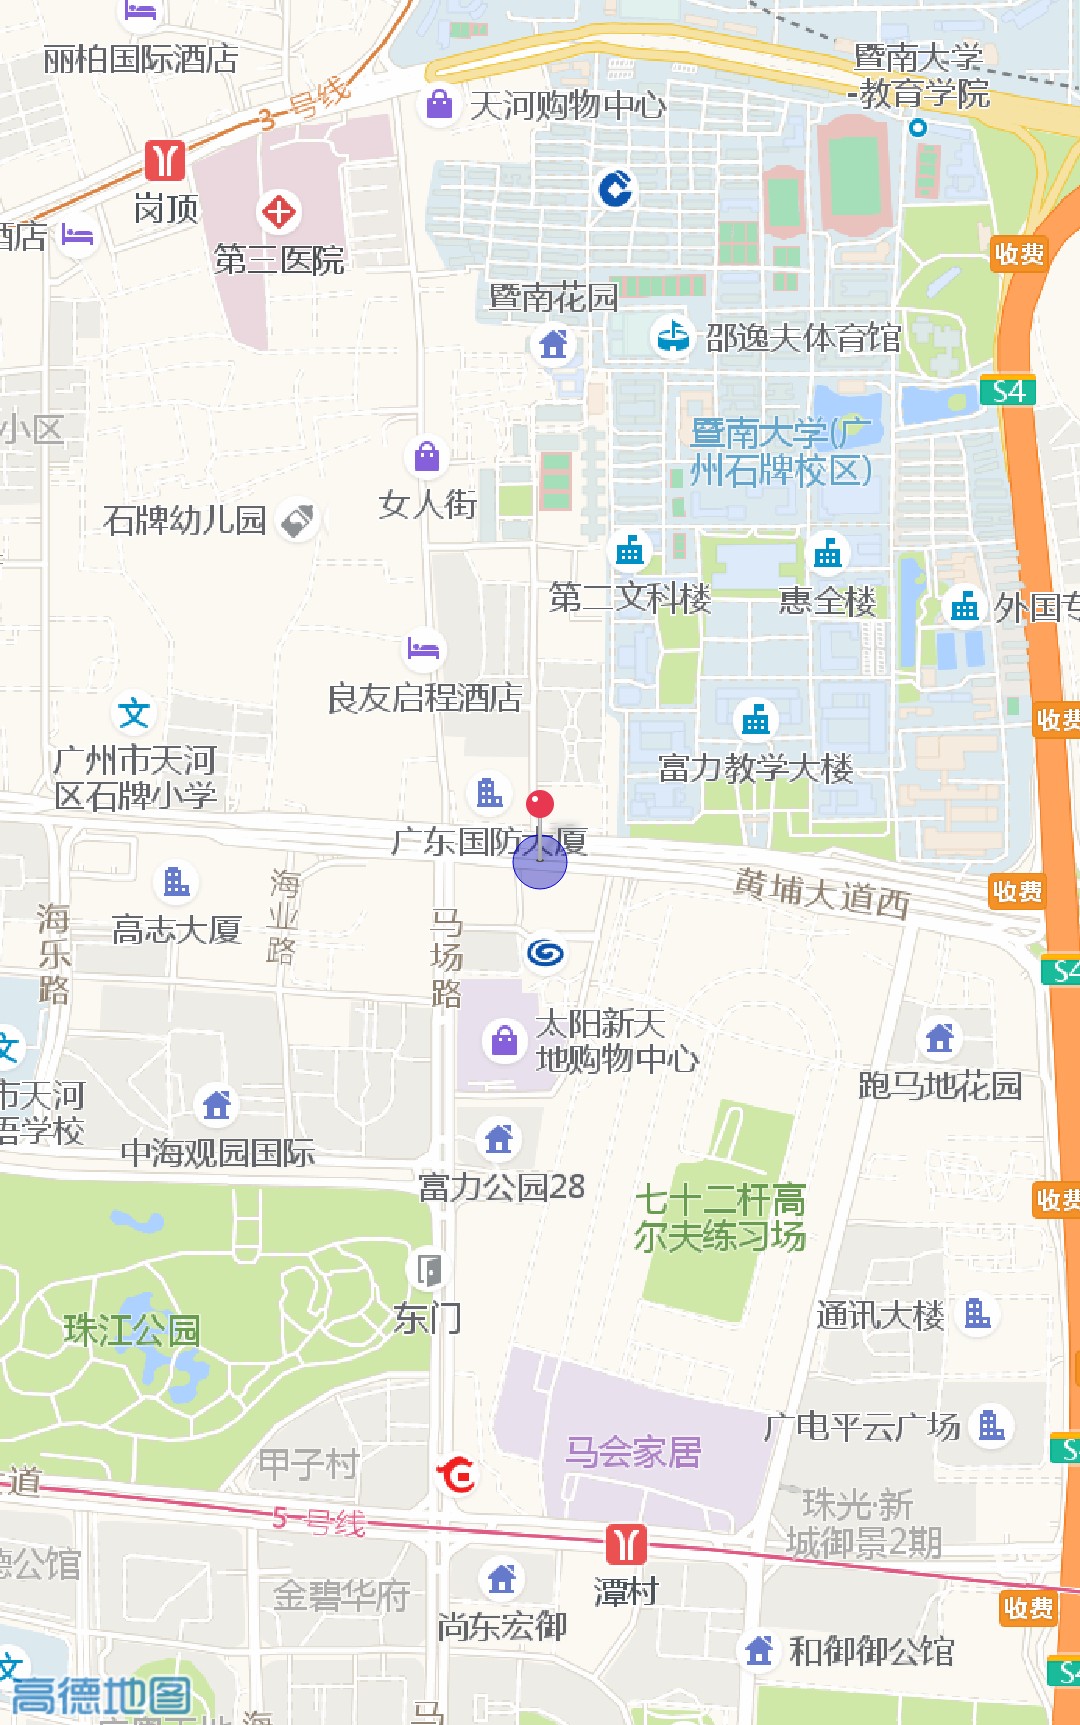 丽柏国际酒店
3号线
天河购物中心
暨南大学
-教育学院
岗顶
第三医院
酒店
收费
暨南花园
邵逸夫体育馆
S4
小区
暨南大学(广
州石牌校区)
女人街
石牌幼儿园
第二文科楼
惠全楼
外国专
良友启程酒店
收费
广州市天河
区石牌小学
富力教学大楼
广东国防大厦
黄埔大道西
收费
高志大厦
海业路
海乐路
马场路
S4
太阳新天
地购物中心
跑马地花园
市天河
语学校
中海观园国际
富力公园28
七十二杆高
尔夫练习场
收费
东门
珠江公园
通讯大楼
广电平云广场
马会家居
甲子村
道
珠光·新
城御景2期
5号线
潭村
德公馆
金碧华府
尚东宏御
收费
和御御公馆
S4
高德地图
海
马